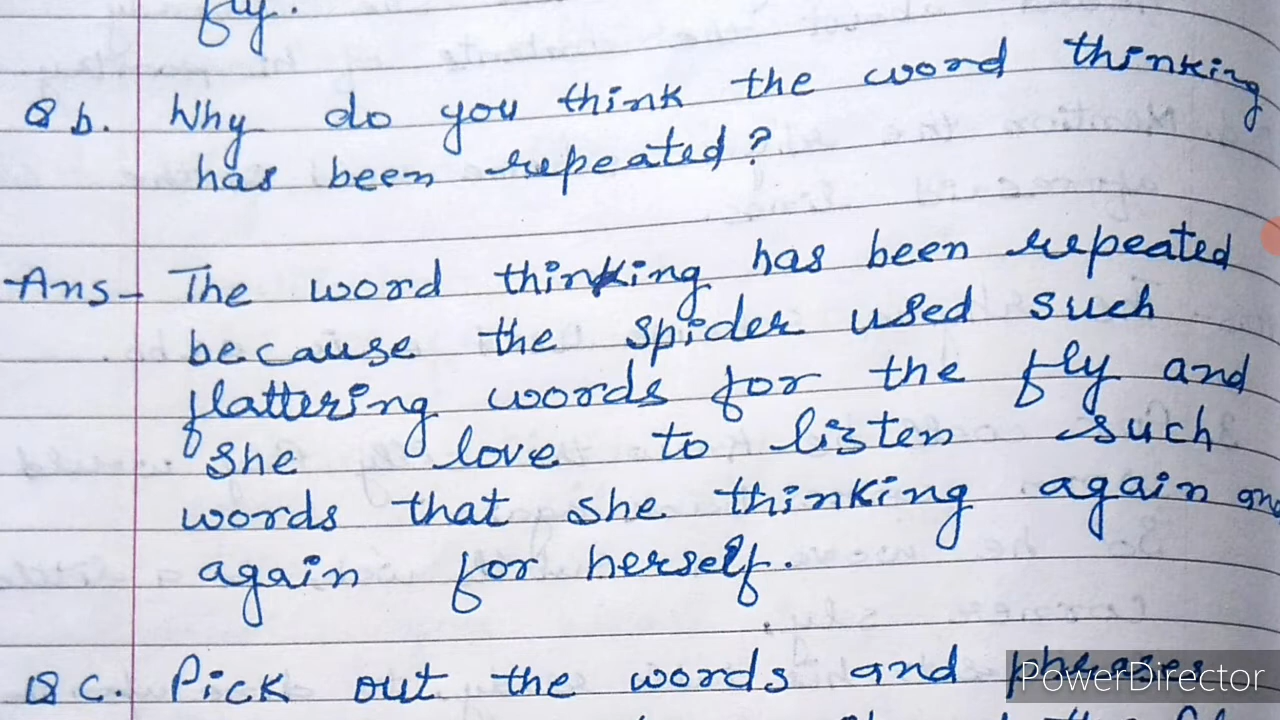 fly.
Q b. Why do you think the word thinking
has been repeated?
Ans- The word thinking has been repeated
because the spider used such
flattering words for the fly and
she love to listen such
words that she thinking again and
again for herself.
Q C. Pick out the words and phrases
PowerDirector